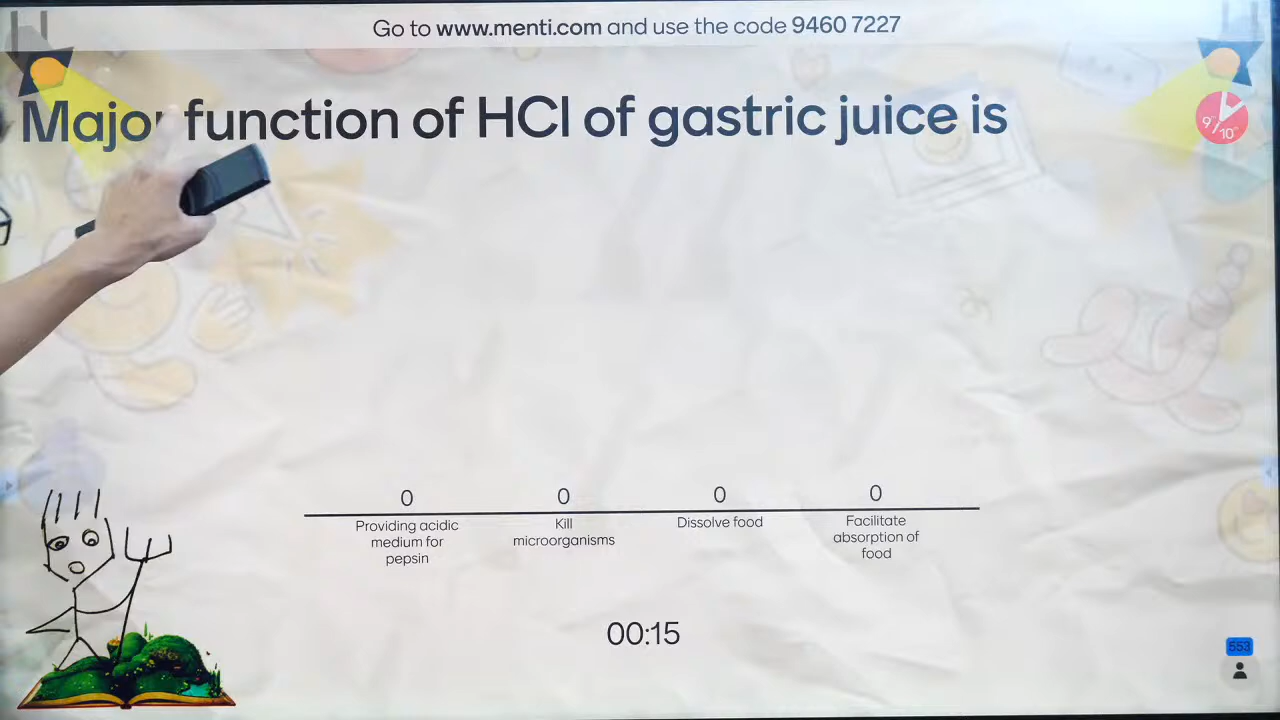 Go to www.menti.com and use the code 9460 7227
Major function of HCl of gastric juice is
9/10
0
0
0
0
Providing acidic
medium for
pepsin
Kill
microorganisms
Dissolve food
Facilitate
absorption of
food
00:15
553